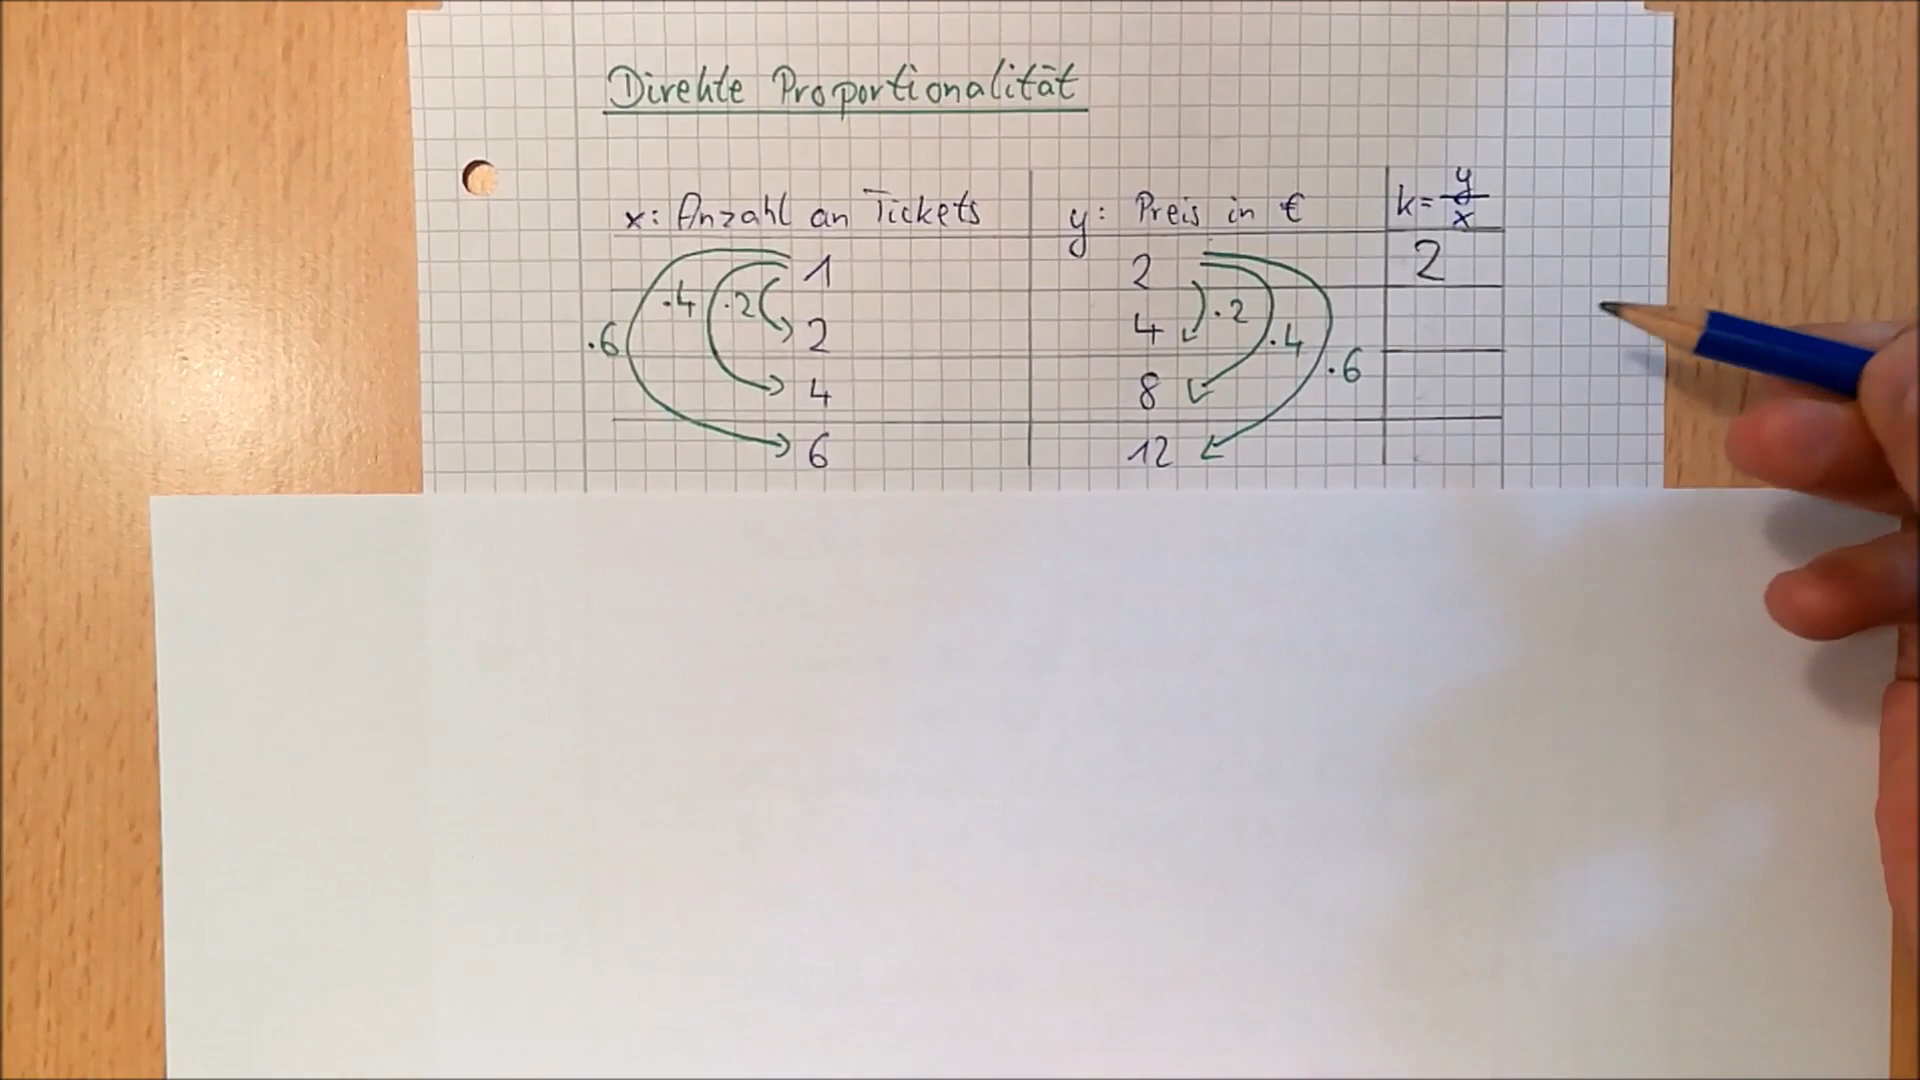 Direkte Proportionalität
x: Anzahl an Tickets y: Preis in € k = y/x
1 2 2
·4 ·2 ·2
·6 2 4 ·4
·6
4 8
6 12